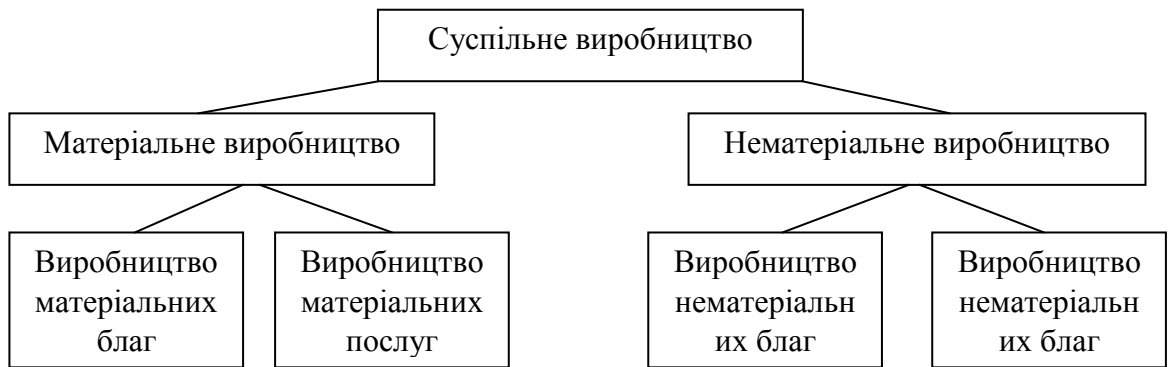 Суспільне виробництво
Матеріальне виробництво
Нематеріальне виробництво
Виробництво
матеріальних
благ
Виробництво
матеріальних
послуг
Виробництво
нематеріальн
их благ
Виробництво
нематеріальн
их благ